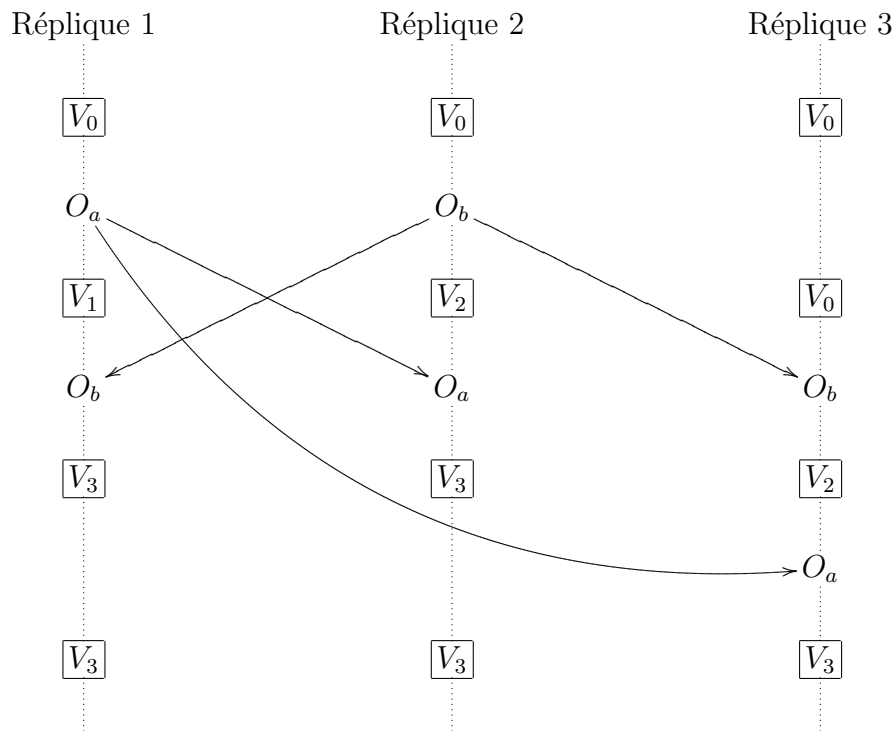 Réplique 1 Réplique 2 Réplique 3
V0 V0 V0
Oa Ob
V1 V2 V0
Ob Oa Ob
V3 V3 V2
Oa
V3 V3 V3